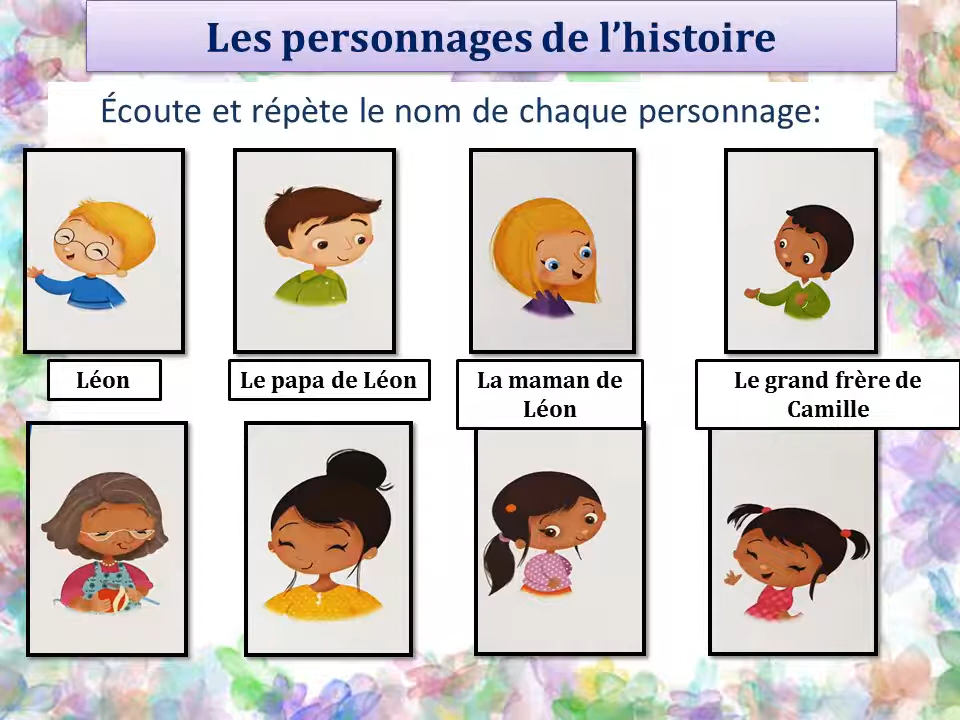 Les personnages de l’histoire
Écoute et répète le nom de chaque personnage:
Léon
Le papa de Léon
La maman de
Léon
Le grand frère de
Camille